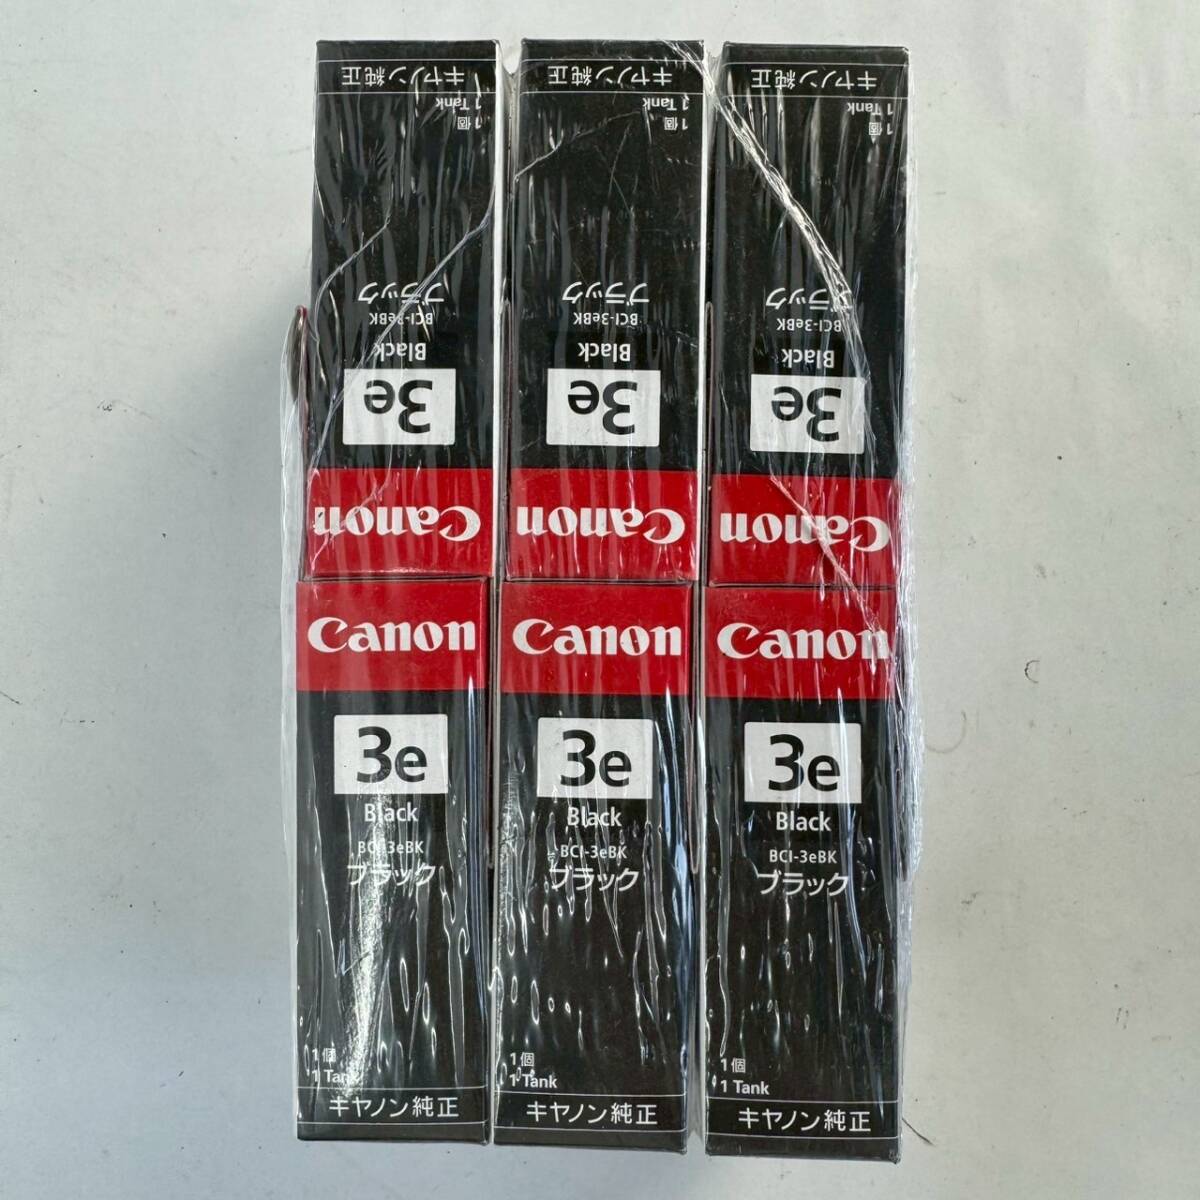 キヤノン純正
1 Tank
1個
ブラック
BCI-3eBK
Black
3e
Canon
キヤノン純正
1 Tank
1個
ブラック
BCI-3eBK
Black
3e
Canon
キヤノン純正
1 Tank
1個
ブラック
BCI-3eBK
Black
3e
Canon
Canon
3e
Black
BCI-3eBK
ブラック
1個
1 Tank
キヤノン純正
Canon
3e
Black
BCI-3eBK
ブラック
1個
1 Tank
キヤノン純正
Canon
3e
Black
BCI-3eBK
ブラック
1個
1 Tank
キヤノン純正